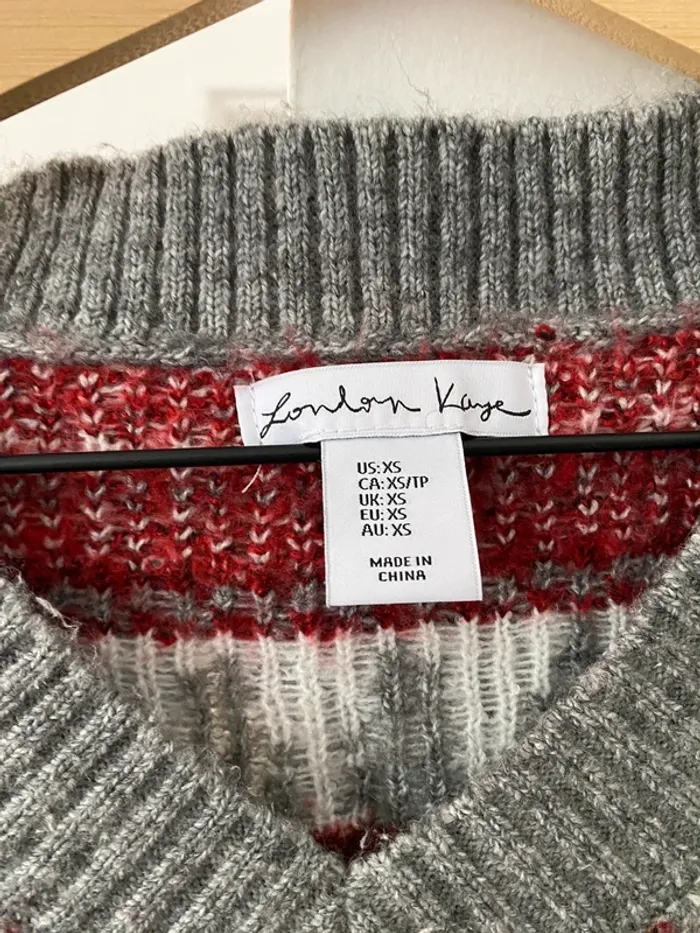 London Kaye
US: XS
CA: XS/TP
UK: XS
EU: XS
AU: XS
MADE IN
CHINA